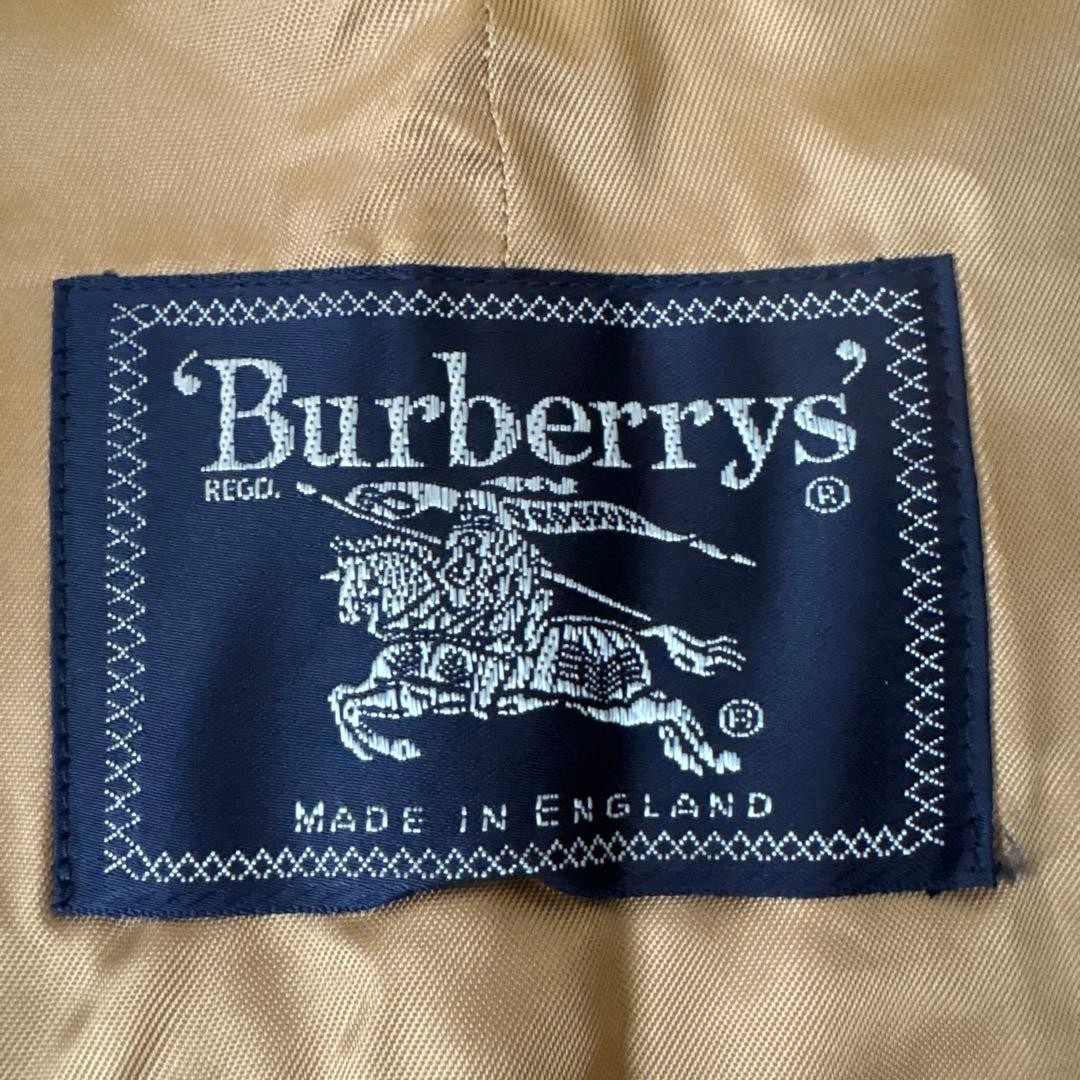 ‘Burberrys’
REGD. ®
®
MADE IN ENGLAND